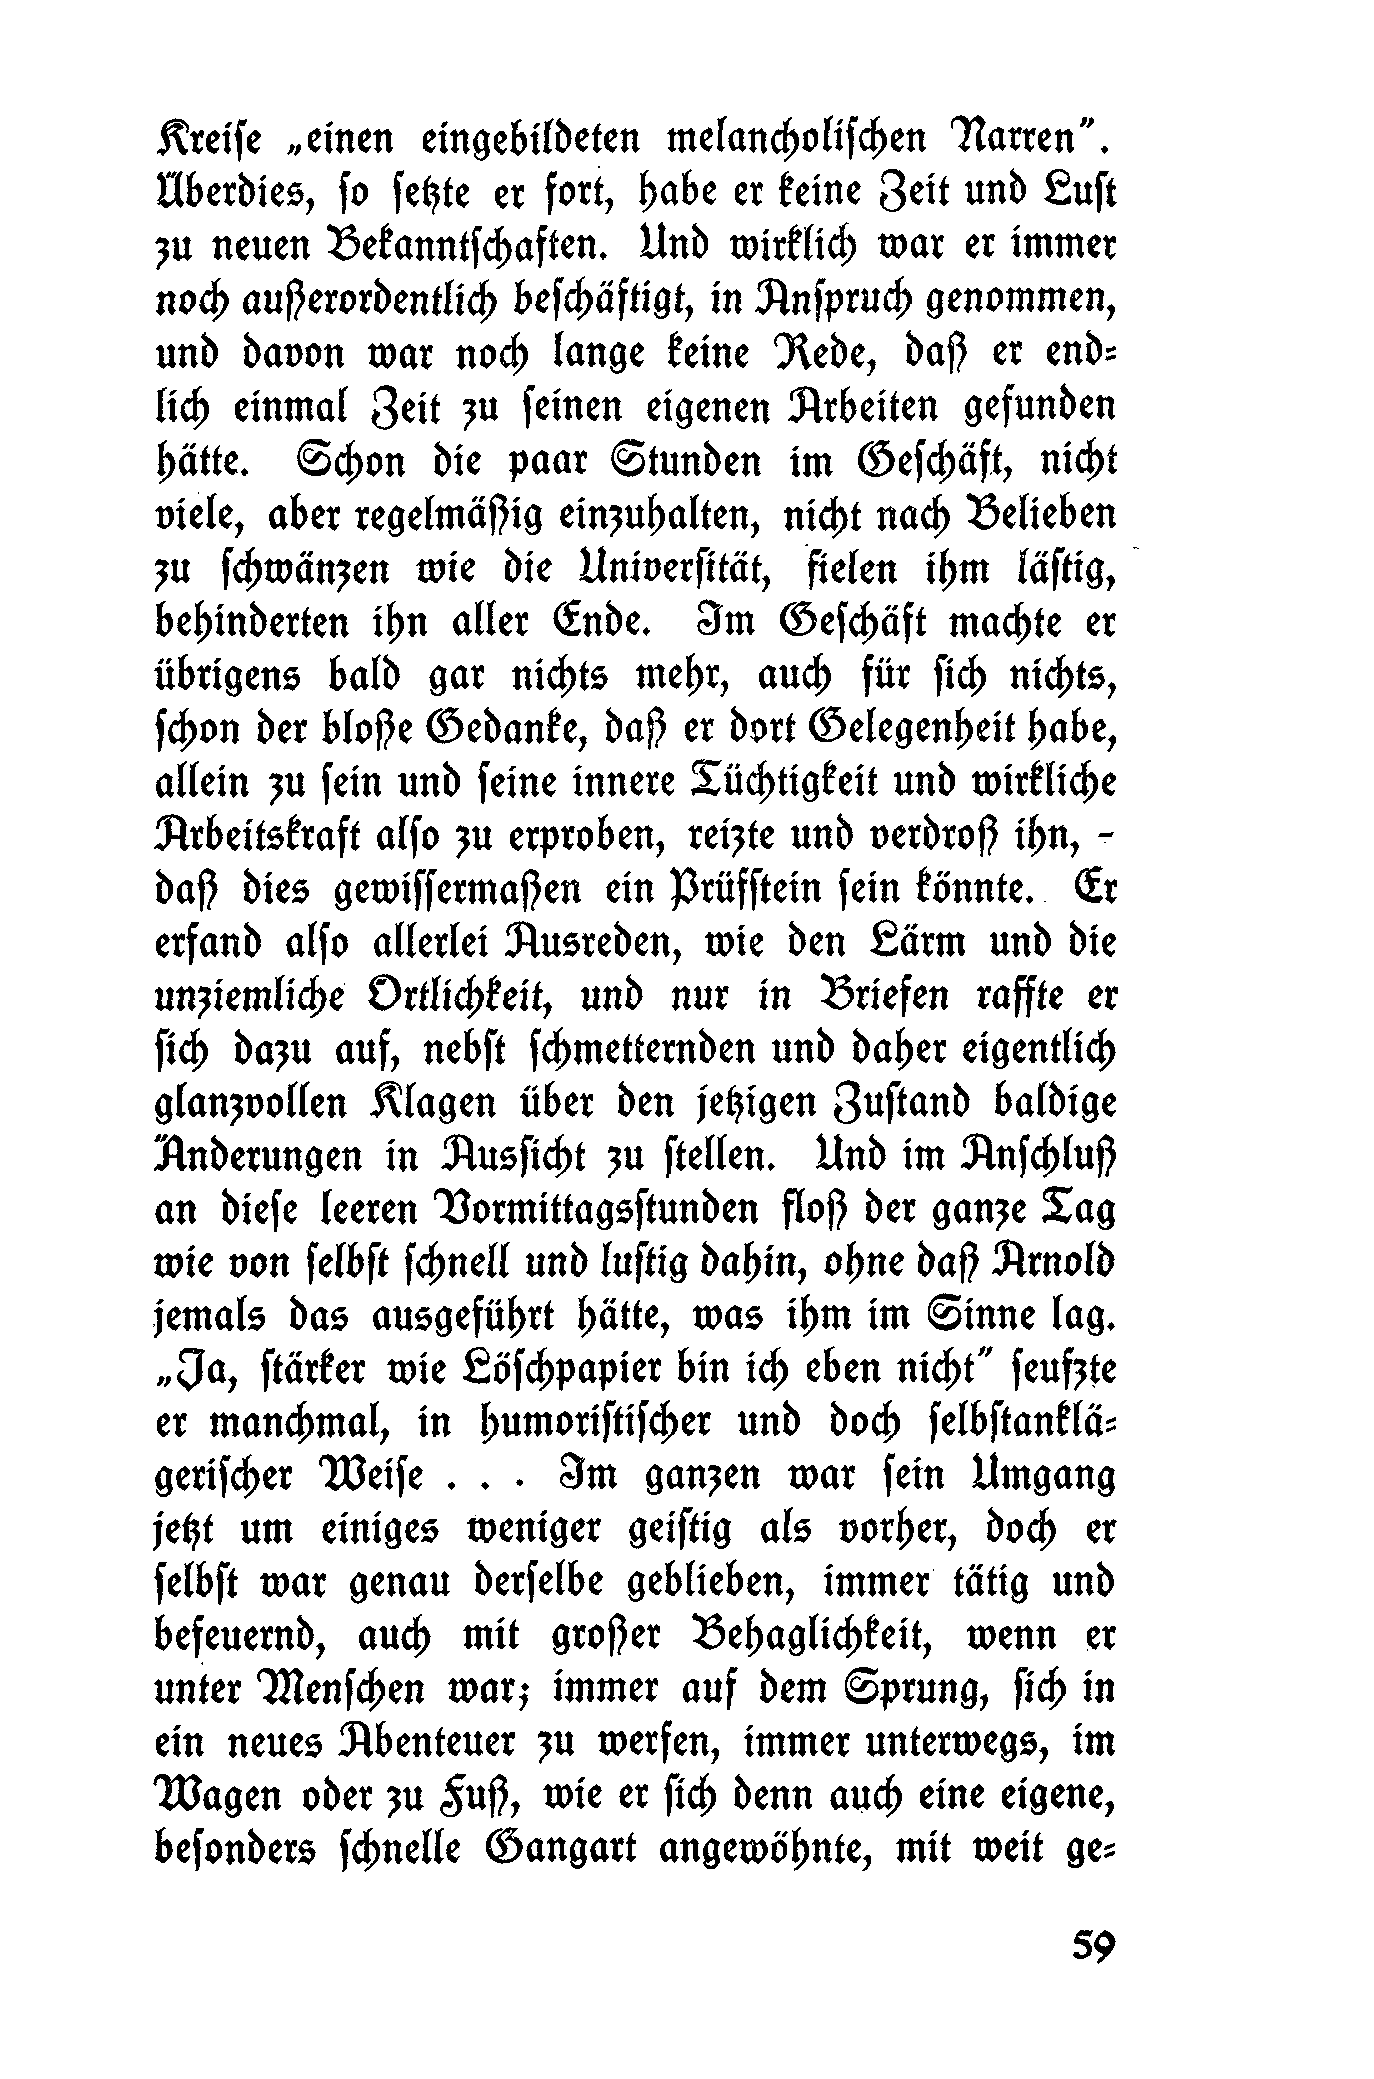 Kreise „einen eingebildeten melancholischen Narren”.
Überdies, so setzte er fort, habe er keine Zeit und Lust
zu neuen Bekanntschaften. Und wirklich war er immer
noch außerordentlich beschäftigt, in Anspruch genommen,
und davon war noch lange keine Rede, daß er end-
lich einmal Zeit zu seinen eigenen Arbeiten gefunden
hätte. Schon die paar Stunden im Geschäft, nicht
viele, aber regelmäßig einzuhalten, nicht nach Belieben
zu schwänzen wie die Universität, fielen ihm lästig,
behinderten ihn aller Ende. Im Geschäft machte er
übrigens bald gar nichts mehr, auch für sich nichts,
schon der bloße Gedanke, daß er dort Gelegenheit habe,
allein zu sein und seine innere Tüchtigkeit und wirkliche
Arbeitskraft also zu erproben, reizte und verdroß ihn, -
daß dies gewissermaßen ein Prüfstein sein könnte. Er
erfand also allerlei Ausreden, wie den Lärm und die
unziemliche Örtlichkeit, und nur in Briefen raffte er
sich dazu auf, nebst schmetternden und daher eigentlich
glanzvollen Klagen über den jetzigen Zustand baldige
Änderungen in Aussicht zu stellen. Und im Anschluß
an diese leeren Vormittagsstunden floß der ganze Tag
wie von selbst schnell und lustig dahin, ohne daß Arnold
jemals das ausgeführt hätte, was ihm im Sinne lag.
„Ja, stärker wie Löschpapier bin ich eben nicht” seufzte
er manchmal, in humoristischer und doch selbstanklä-
gerischer Weise . . . Im ganzen war sein Umgang
jetzt um einiges weniger geistig als vorher, doch er
selbst war genau derselbe geblieben, immer tätig und
befeuernd, auch mit großer Behaglichkeit, wenn er
unter Menschen war; immer auf dem Sprung, sich in
ein neues Abenteuer zu werfen, immer unterwegs, im
Wagen oder zu Fuß, wie er sich denn auch eine eigene,
besonders schnelle Gangart angewöhnte, mit weit ge-
59